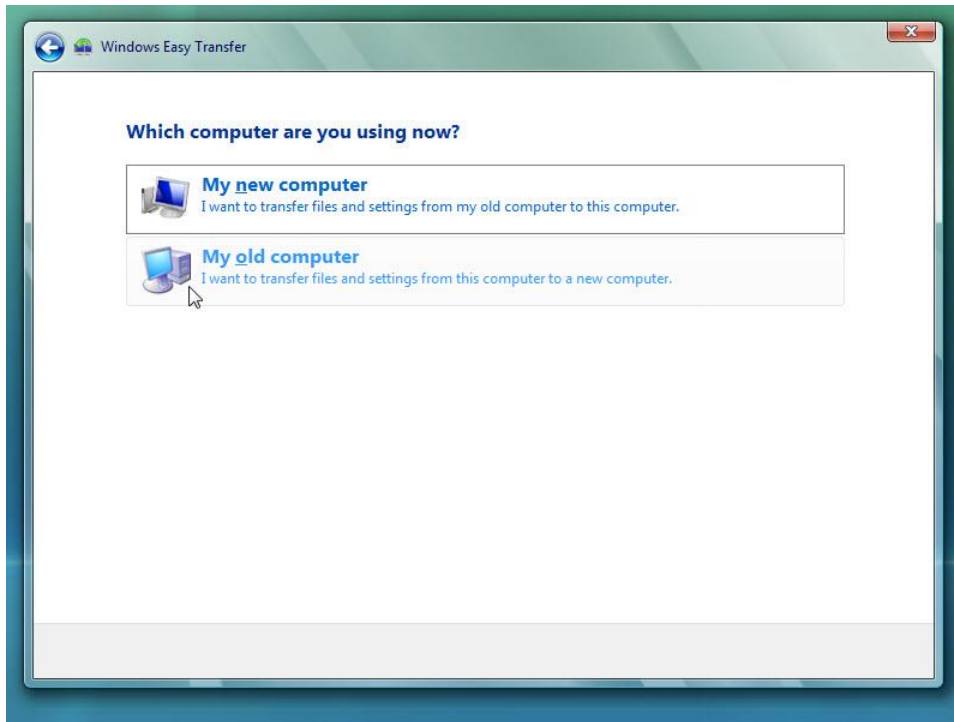 Windows Easy Transfer
Which computer are you using now?
My new computer
I want to transfer files and settings from my old computer to this computer.
My old computer
I want to transfer files and settings from this computer to a new computer.